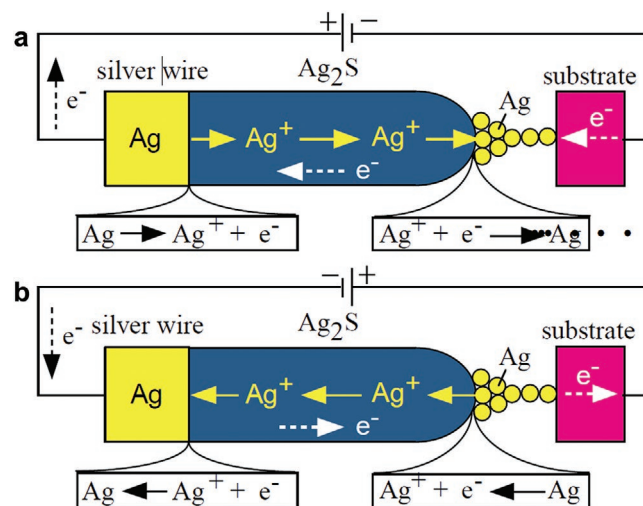 a
+ −
silver wire
Ag₂S
substrate
e⁻
Ag
Ag
Ag⁺
Ag⁺
e⁻
e⁻
Ag → Ag⁺ + e⁻
Ag⁺ + e⁻ → Ag
b
− +
silver wire
Ag₂S
substrate
e⁻
Ag
Ag
Ag⁺
Ag⁺
e⁻
e⁻
Ag ← Ag⁺ + e⁻
Ag⁺ + e⁻ ← Ag